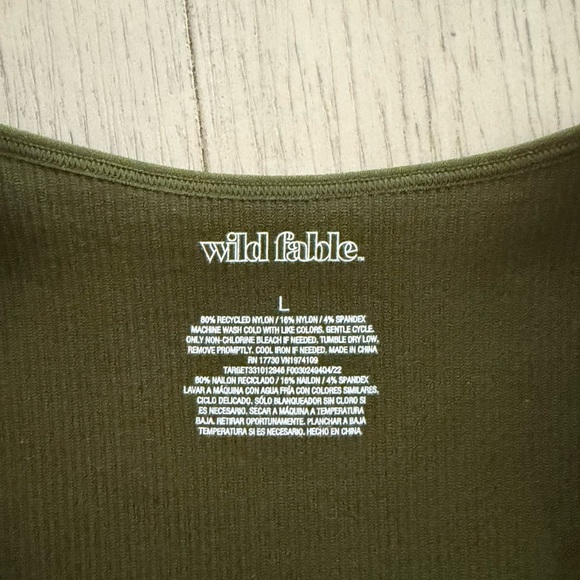 wild fable™
L
80% RECYCLED NYLON / 16% NYLON / 4% SPANDEX
MACHINE WASH COLD WITH LIKE COLORS. GENTLE CYCLE.
ONLY NON-CHLORINE BLEACH IF NEEDED. TUMBLE DRY LOW,
REMOVE PROMPTLY. COOL IRON IF NEEDED. MADE IN CHINA
RN 17730 VN1974109
TARGET331012946 F0030249404/22
80% NAILON RECICLADO / 16% NAILON / 4% SPANDEX
LAVAR A MÁQUINA CON AGUA FRÍA CON COLORES SIMILARES.
CICLO DELICADO. SÓLO BLANQUEADOR SIN CLORO SI
ES NECESARIO. SECAR A MÁQUINA A TEMPERATURA
BAJA. RETIRAR OPORTUNAMENTE. PLANCHAR A BAJA
TEMPERATURA SI ES NECESARIO. HECHO EN CHINA